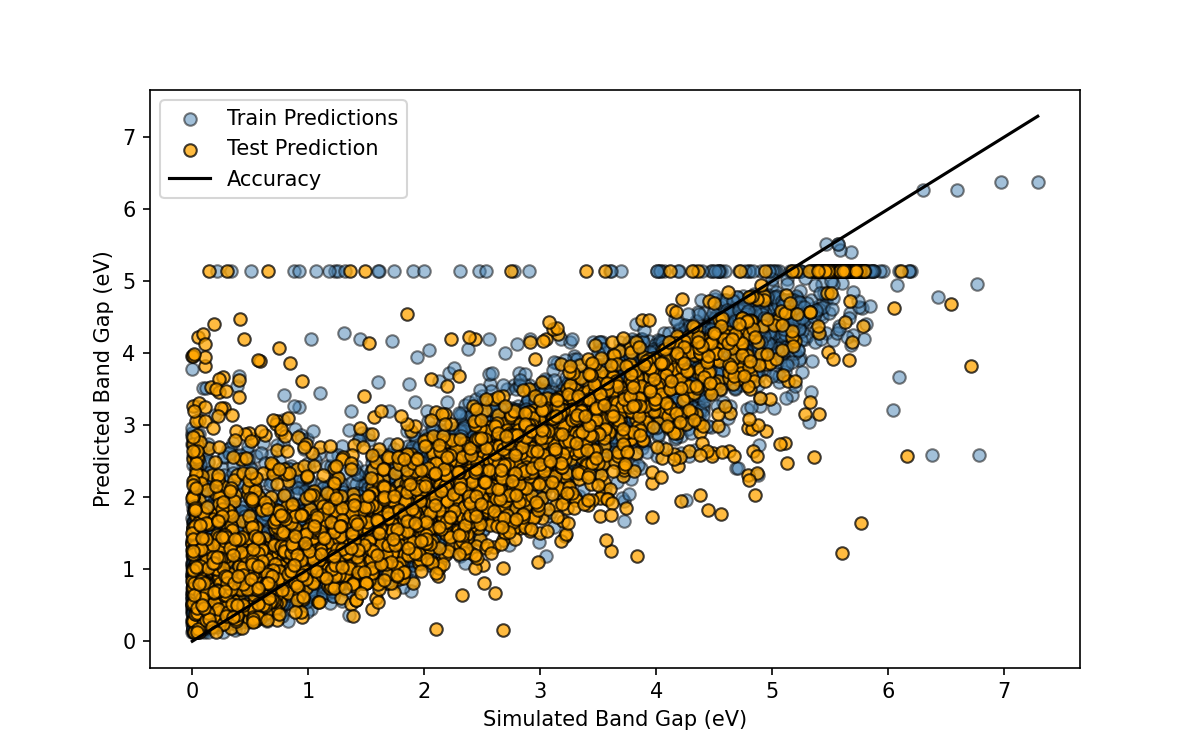 Train Predictions
Test Prediction
Accuracy
7
6
5
4
3
2
1
0
Predicted Band Gap (eV)
0 1 2 3 4 5 6 7
Simulated Band Gap (eV)